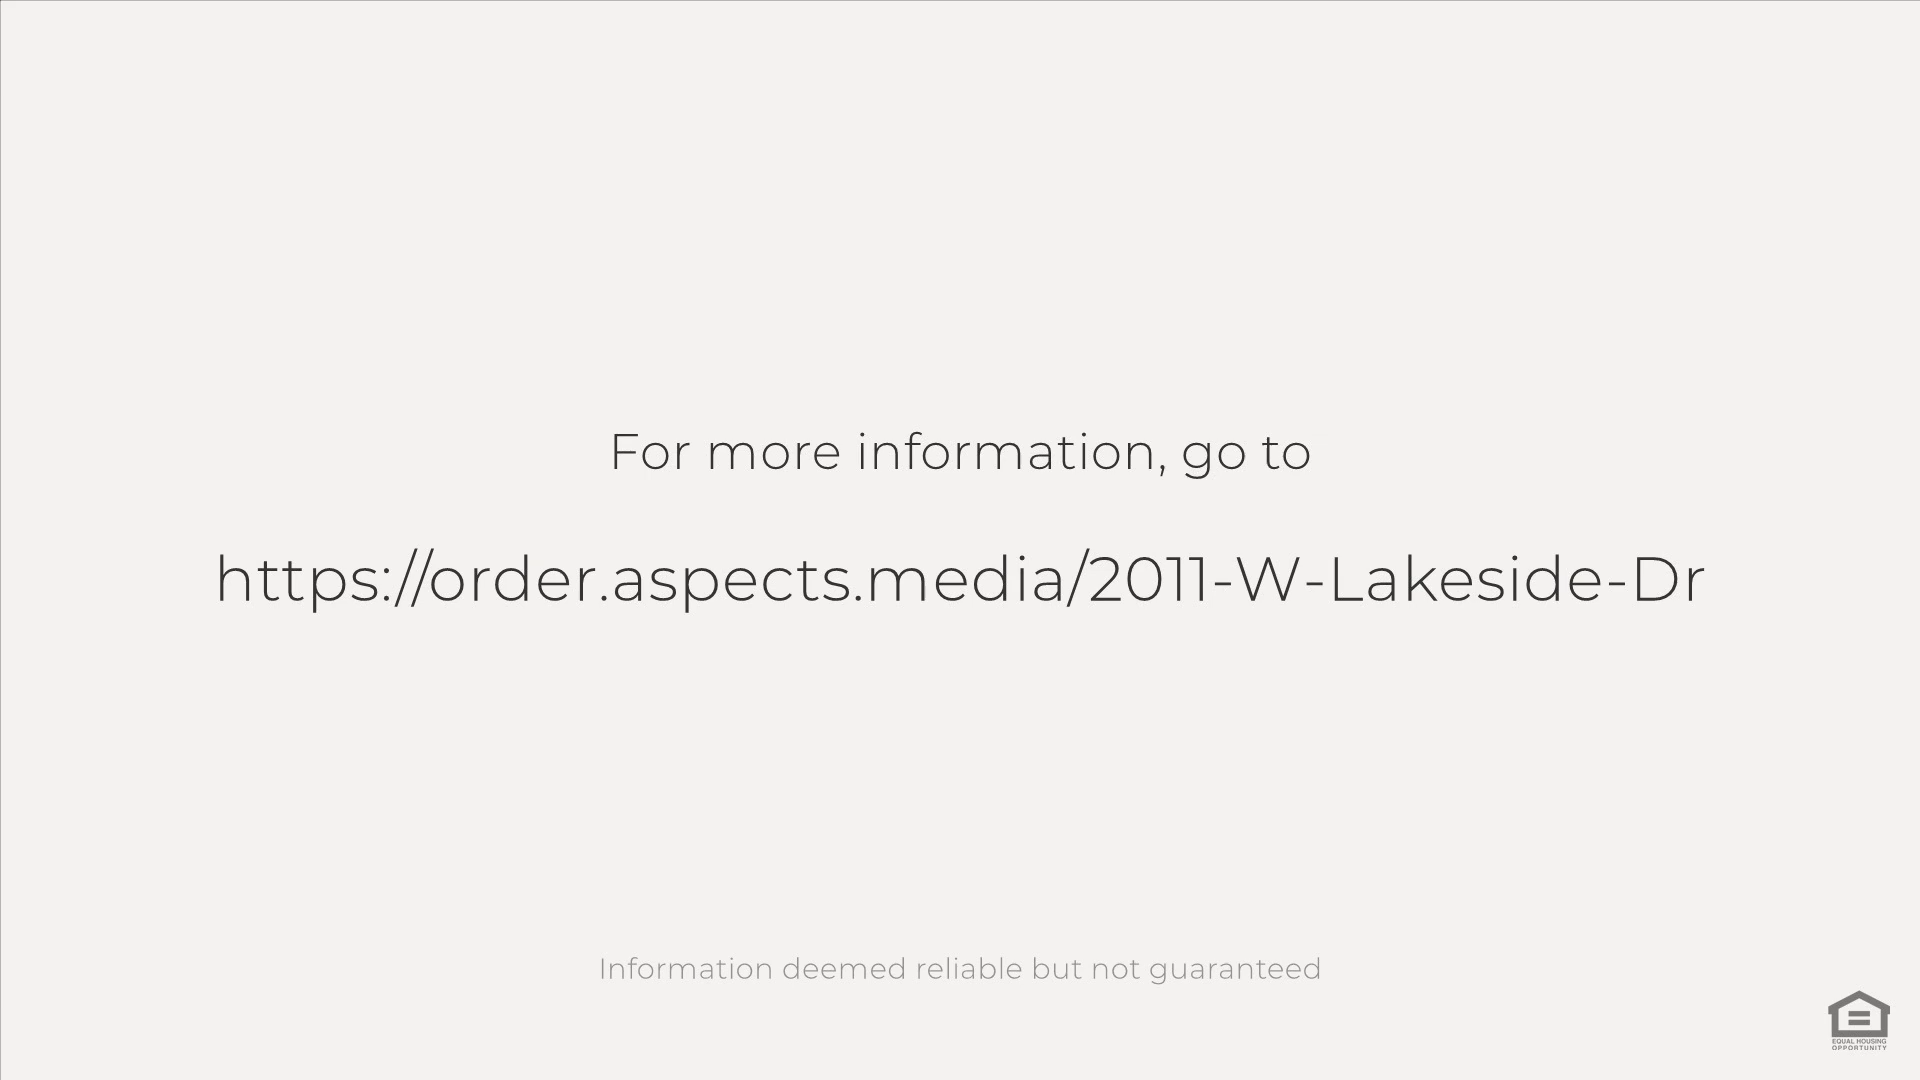 For more information, go to
https://order.aspects.media/2011-W-Lakeside-Dr
Information deemed reliable but not guaranteed
EQUAL HOUSING
OPPORTUNITY